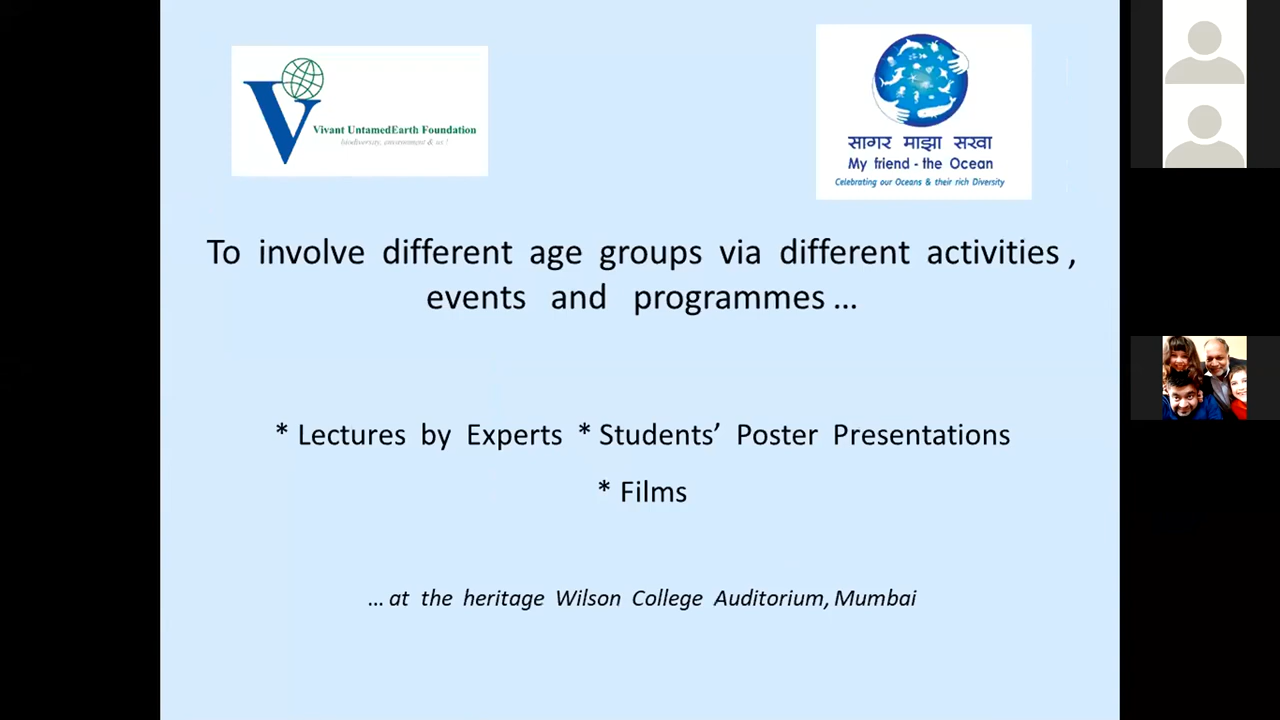 Vivant UntamedEarth Foundation
biodiversity, environment & us !
सागर माझा सखा
My friend - the Ocean
Celebrating our Oceans & their rich Diversity
To involve different age groups via different activities ,
events and programmes ...
* Lectures by Experts * Students’ Poster Presentations
* Films
... at the heritage Wilson College Auditorium, Mumbai